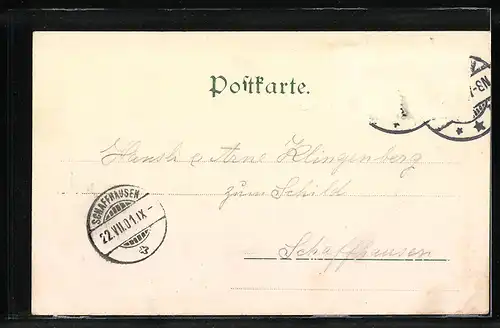 Postkarte.
Klingenberg
zum Schild
Schaffhausen
SCHAFFHAUSEN
22.VII.01.IX-